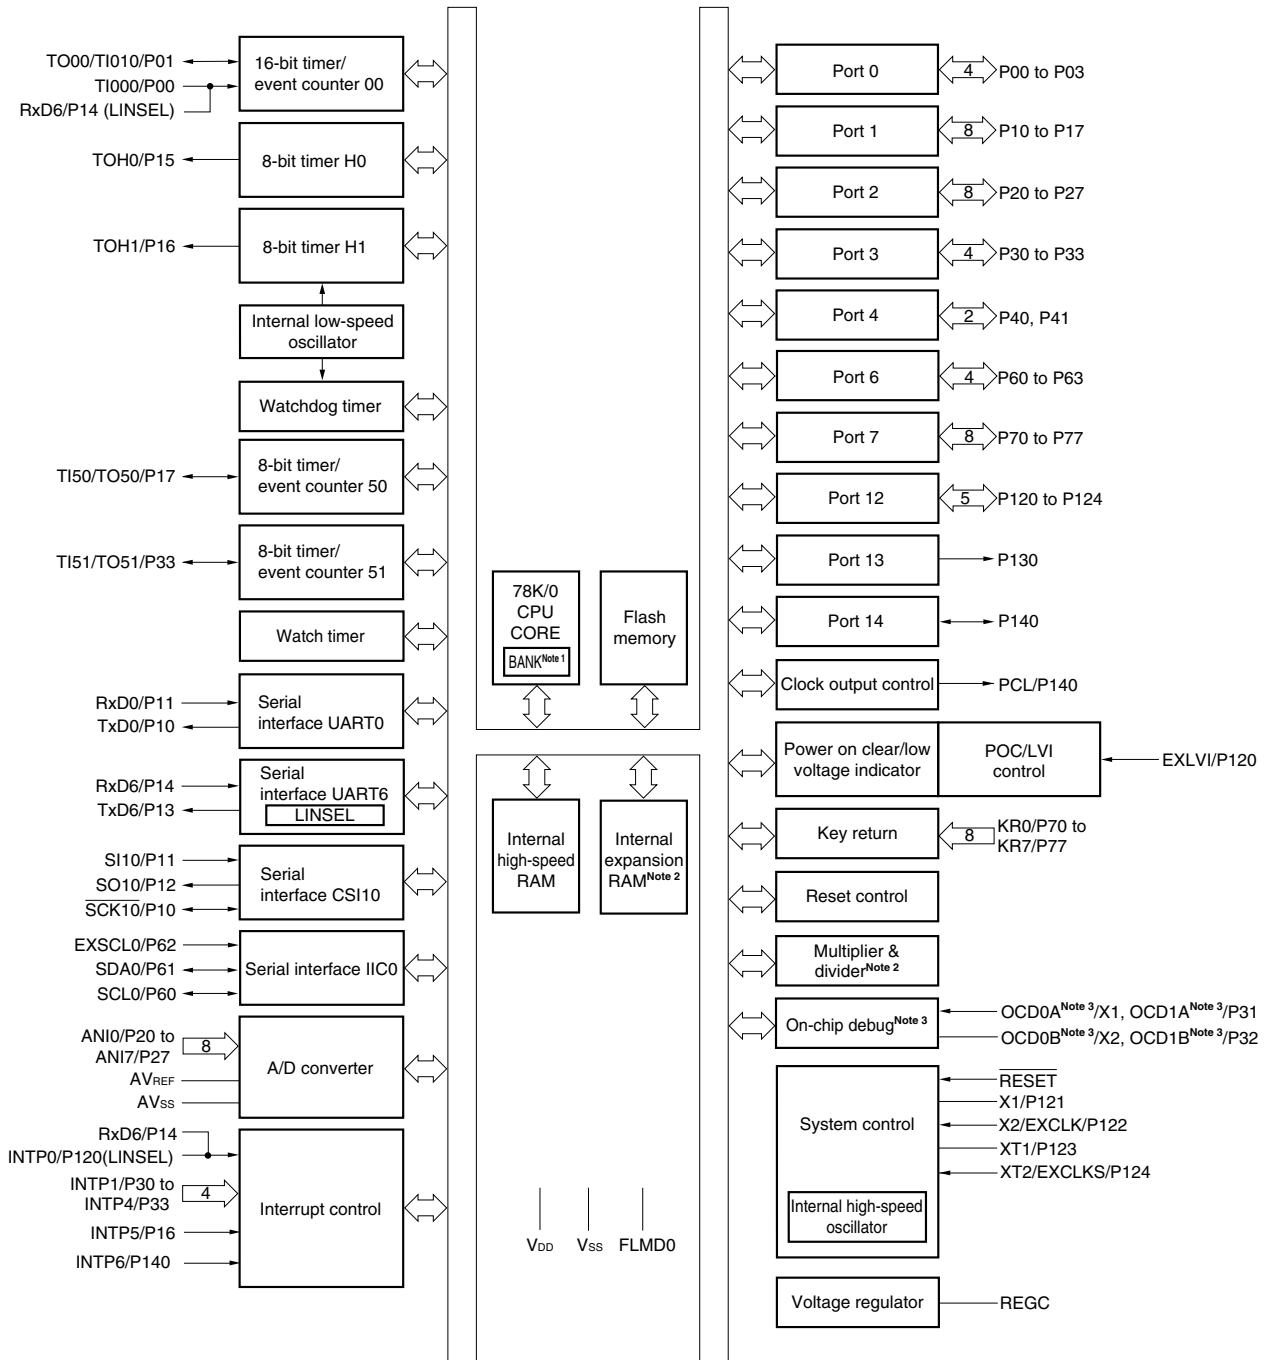 TO00/TI010/P01
TI000/P00
RxD6/P14 (LINSEL)
16-bit timer/
event counter 00
TOH0/P15
8-bit timer H0
TOH1/P16
8-bit timer H1
Internal low-speed
oscillator
Watchdog timer
TI50/TO50/P17
8-bit timer/
event counter 50
TI51/TO51/P33
8-bit timer/
event counter 51
Watch timer
RxD0/P11
TxD0/P10
Serial
interface UART0
RxD6/P14
TxD6/P13
Serial
interface UART6
LINSEL
SI10/P11
SO10/P12
SCK10/P10
Serial
interface CSI10
EXSCL0/P62
SDA0/P61
SCL0/P60
Serial interface IIC0
ANI0/P20 to
ANI7/P27
8
AVREF
AVSS
A/D converter
RxD6/P14
INTP0/P120(LINSEL)
INTP1/P30 to
INTP4/P33
4
INTP5/P16
INTP6/P140
Interrupt control
78K/0
CPU
CORE
BANKNote 1
Flash
memory
Internal
high-speed
RAM
Internal
expansion
RAMNote 2
VDD
VSS
FLMD0
Port 0
4
P00 to P03
Port 1
8
P10 to P17
Port 2
8
P20 to P27
Port 3
4
P30 to P33
Port 4
2
P40, P41
Port 6
4
P60 to P63
Port 7
8
P70 to P77
Port 12
5
P120 to P124
Port 13
P130
Port 14
P140
Clock output control
PCL/P140
Power on clear/low
voltage indicator
POC/LVI
control
EXLVI/P120
Key return
8
KR0/P70 to
KR7/P77
Reset control
Multiplier &
dividerNote 2
On-chip debugNote 3
OCD0ANote 3/X1, OCD1ANote 3/P31
OCD0BNote 3/X2, OCD1BNote 3/P32
System control
RESET
X1/P121
X2/EXCLK/P122
XT1/P123
XT2/EXCLKS/P124
Internal high-speed
oscillator
Voltage regulator
REGC